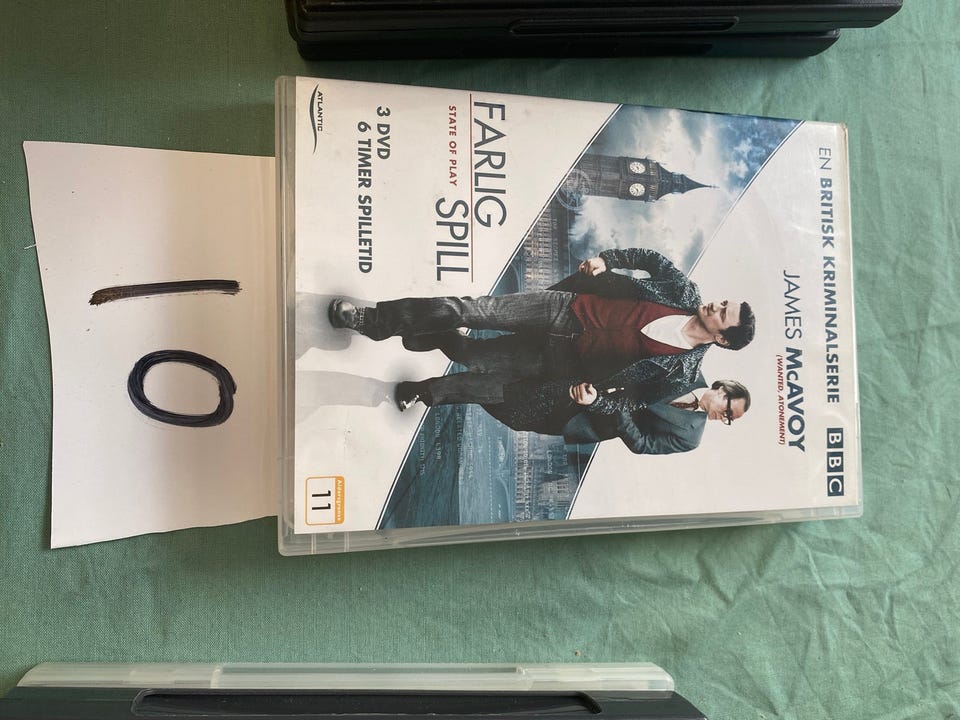 EN BRITISK KRIMINALSERIE BBC
JAMES McAVOY
(WANTED, ATONEMENT)
FARLIG
STATE OF PLAY SPILL
3 DVD
6 TIMER SPILLETID
ATLANTIC
Aldersgrense
11
10